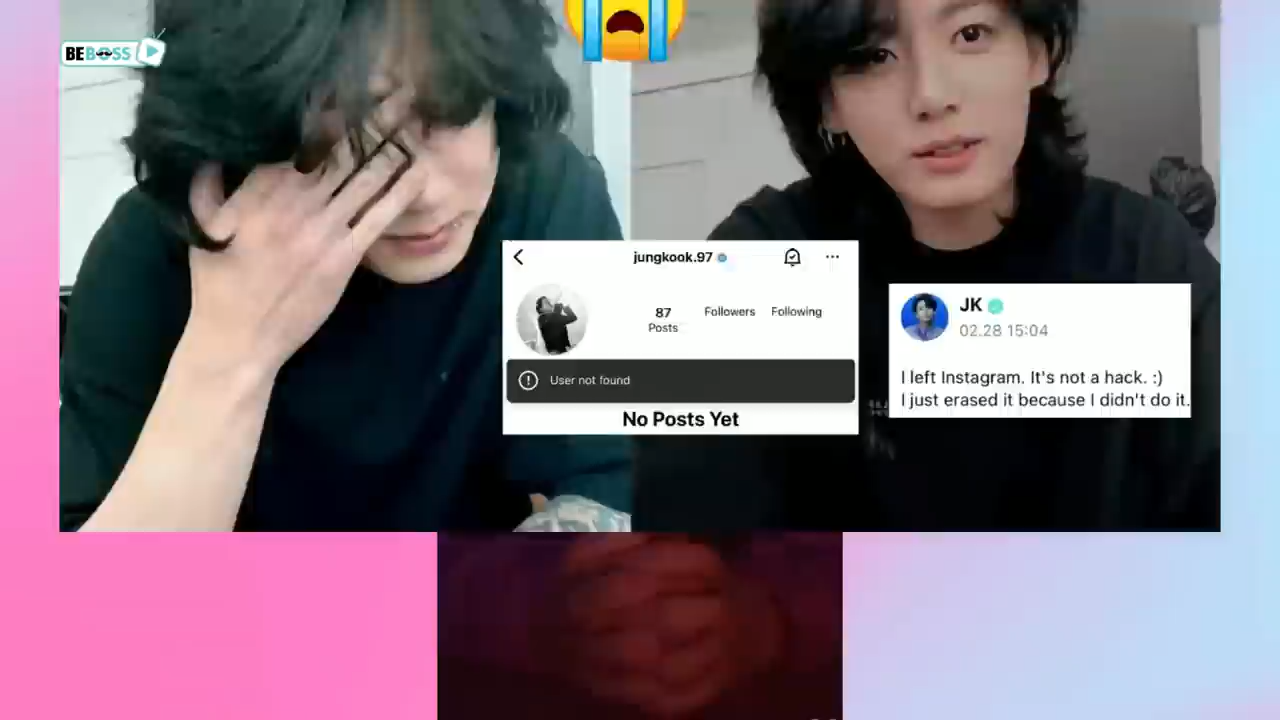 BEBOSS
jungkook.97
87
Posts
Followers
Following
User not found
No Posts Yet
JK
02.28 15:04
I left Instagram. It's not a hack. :)
I just erased it because I didn't do it.